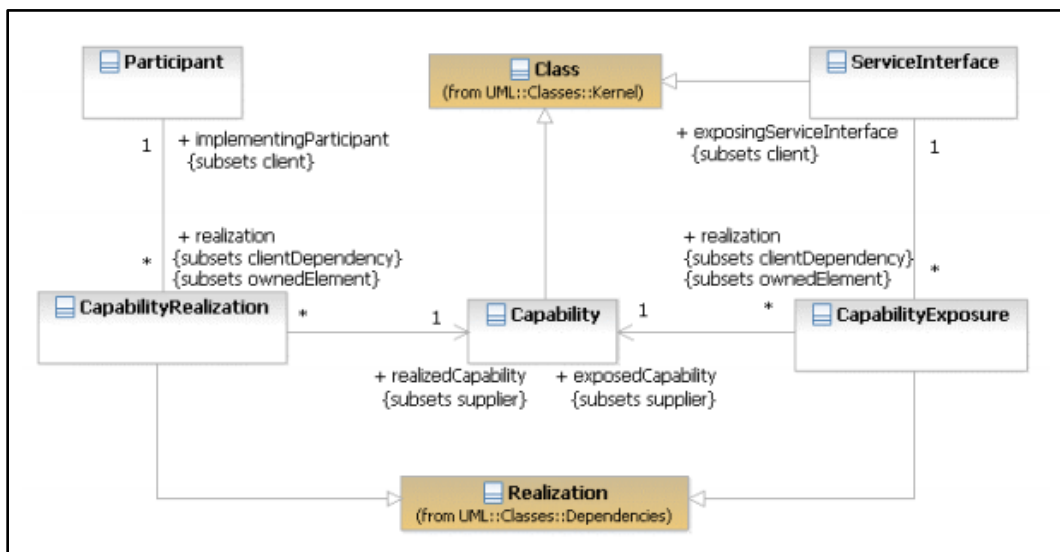 Participant
Class
(from UML::Classes::Kernel)
ServiceInterface
1
+ implementingParticipant
{subsets client}
+ exposingServiceInterface
{subsets client}
1
+ realization
{subsets clientDependency}
{subsets ownedElement}
*
+ realization
{subsets clientDependency}
{subsets ownedElement}
*
CapabilityRealization
*
1
Capability
1
*
CapabilityExposure
+ realizedCapability
{subsets supplier}
+ exposedCapability
{subsets supplier}
Realization
(from UML::Classes::Dependencies)